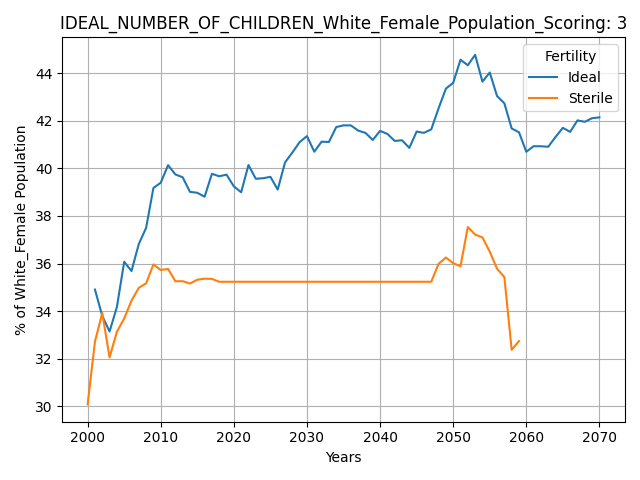 IDEAL_NUMBER_OF_CHILDREN_White_Female_Population_Scoring: 3
Fertility
Ideal
Sterile
% of White_Female Population
44
42
40
38
36
34
32
30
2000 2010 2020 2030 2040 2050 2060 2070
Years